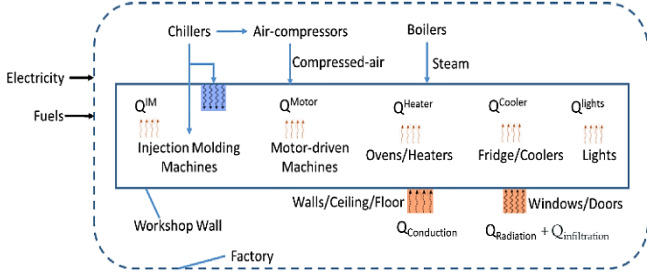 Chillers Air-compressors Boilers
Compressed-air Steam
Electricity
Fuels
Q^IM Q^Motor Q^Heater Q^Cooler Q^lights
Injection Molding Machines
Motor-driven Machines
Ovens/Heaters Fridge/Coolers Lights
Walls/Ceiling/Floor Windows/Doors
Workshop Wall
Q_Conduction Q_Radiation + Q_infiltration
Factory